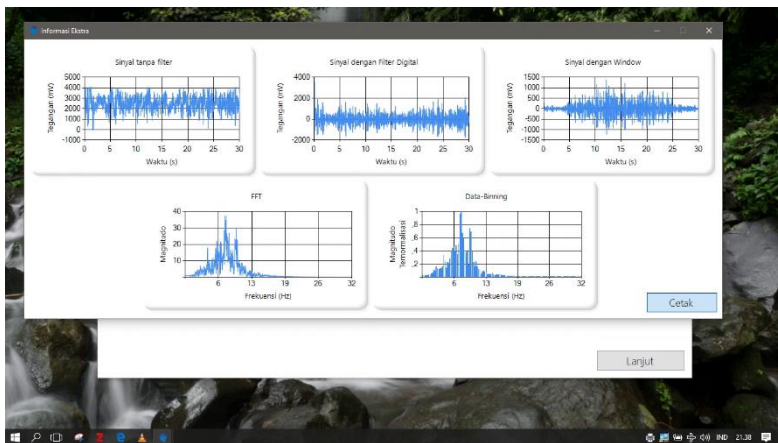 Informasi Ekstra
Sinyal tanpa filter
Tegangan (mV)
5000
4000
3000
2000
1000
0
-1000
0 5 10 15 20 25 30
Waktu (s)
Sinyal dengan Filter Digital
Tegangan (mV)
4000
2000
0
-2000
0 5 10 15 20 25 30
Waktu (s)
Sinyal dengan Window
Tegangan (mV)
1500
1000
500
0
-500
-1000
-1500
0 5 10 15 20 25 30
Waktu (s)
FFT
Magnitudo
40
30
20
10
6 13 19 26 32
Frekuensi (Hz)
Data-Binning
Magnitudo
Ternormalisasi
1
.8
.6
.4
.2
6 13 19 26 32
Frekuensi (Hz)
Cetak
Lanjut
IND 21.38